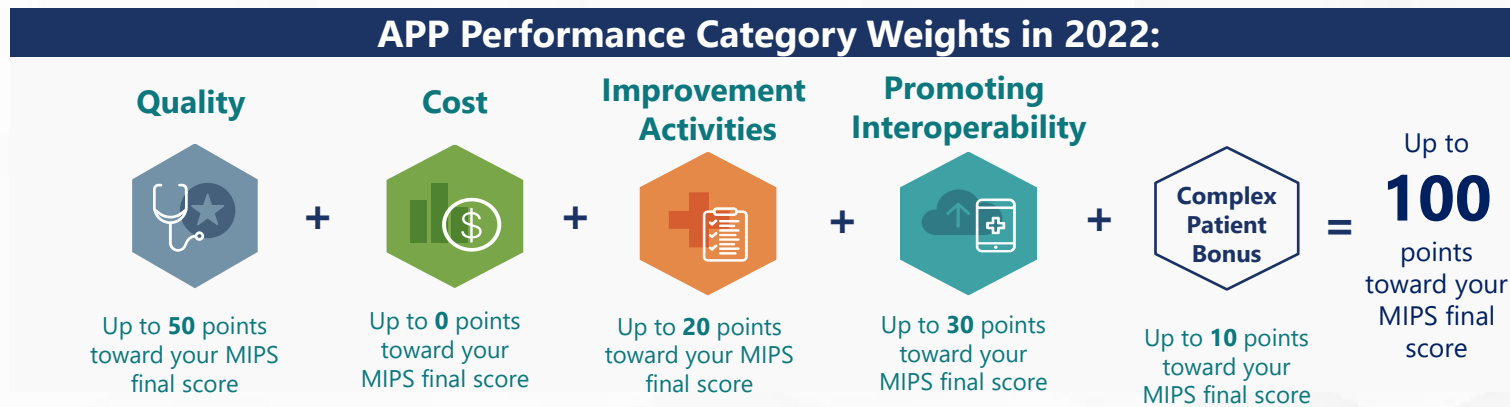 APP Performance Category Weights in 2022:
Quality
Up to 50 points
toward your MIPS
final score
+
Cost
$
Up to 0 points
toward your
MIPS final score
+
Improvement
Activities
Up to 20 points
toward your MIPS
final score
+
Promoting
Interoperability
Up to 30 points
toward your
MIPS final score
+
Complex
Patient
Bonus
Up to 10 points
toward your
MIPS final score
=
Up to
100
points
toward your
MIPS final
score